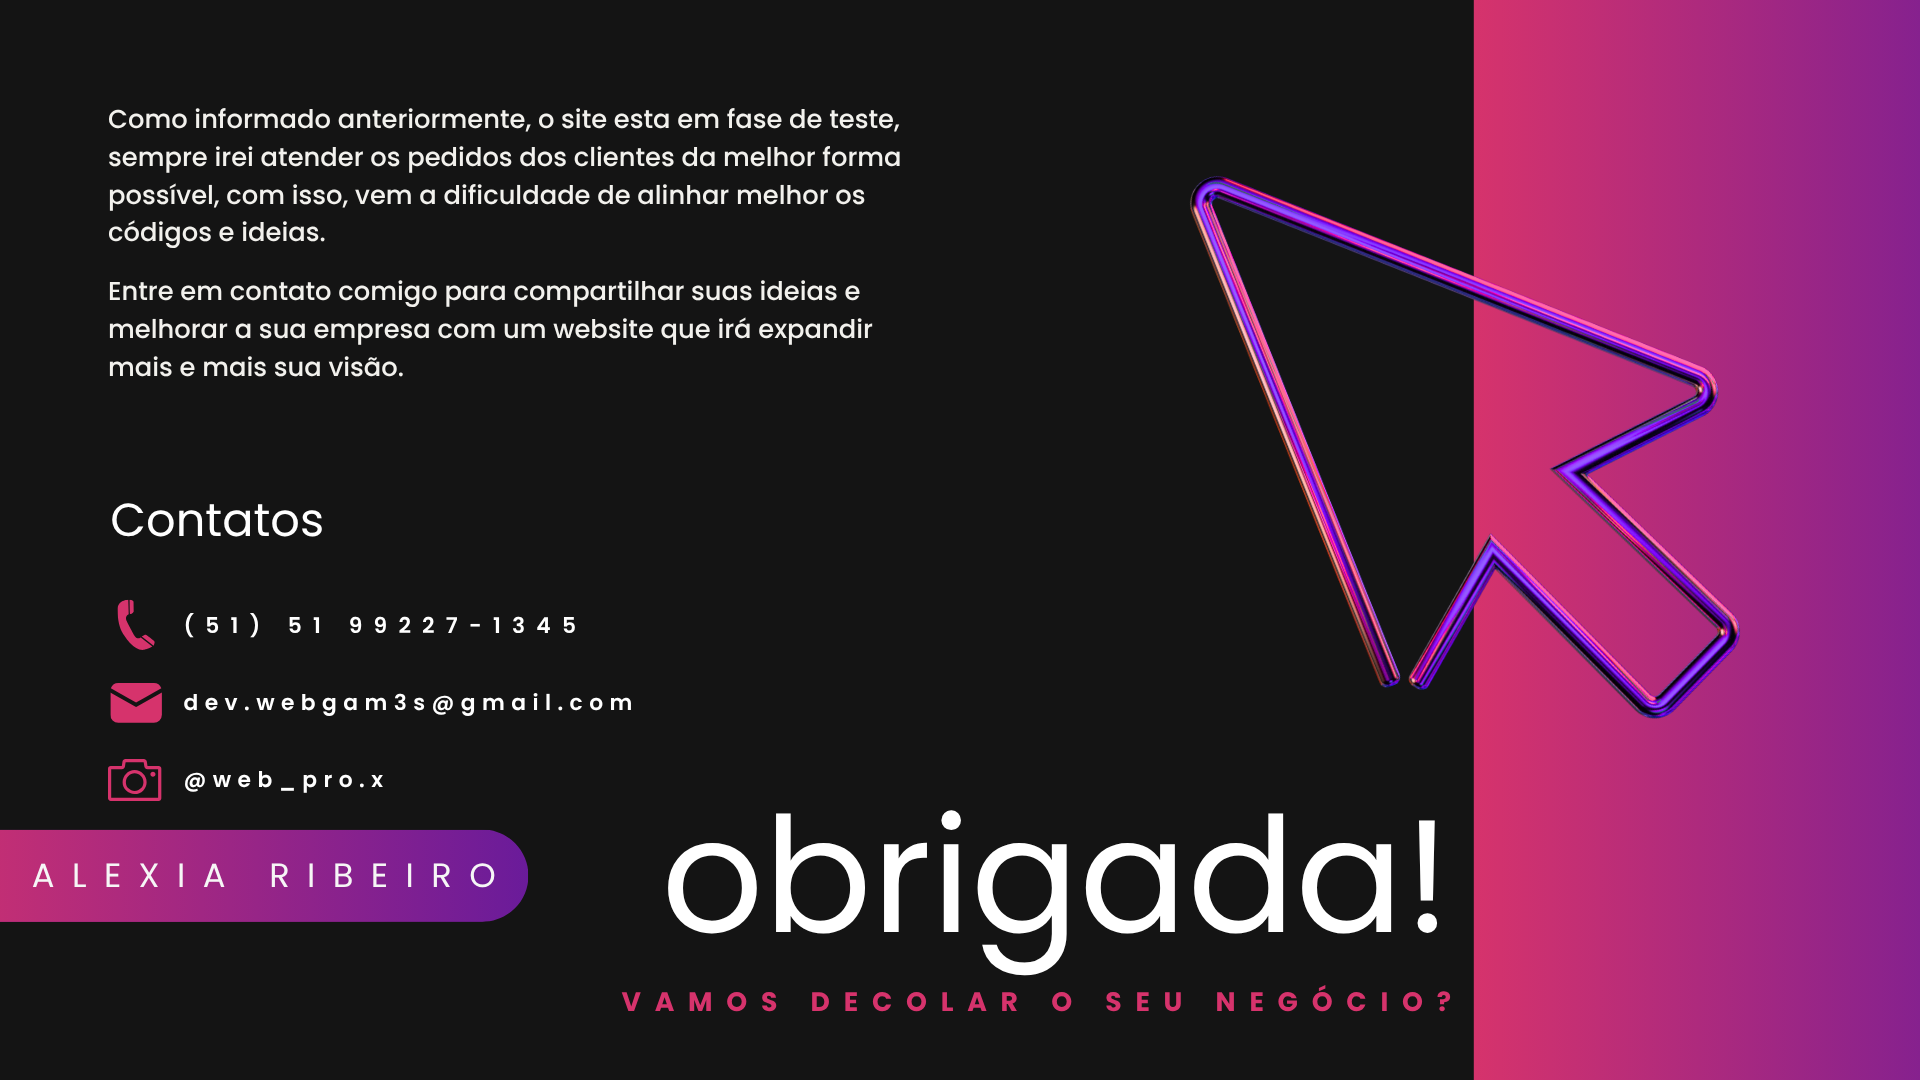 Como informado anteriormente, o site esta em fase de teste,
sempre irei atender os pedidos dos clientes da melhor forma
possível, com isso, vem a dificuldade de alinhar melhor os
códigos e ideias.
Entre em contato comigo para compartilhar suas ideias e
melhorar a sua empresa com um website que irá expandir
mais e mais sua visão.
Contatos
(51) 51 99227-1345
dev.webgam3s@gmail.com
@web_pro.x
ALEXIA RIBEIRO
obrigada!
VAMOS DECOLAR O SEU NEGÓCIO?